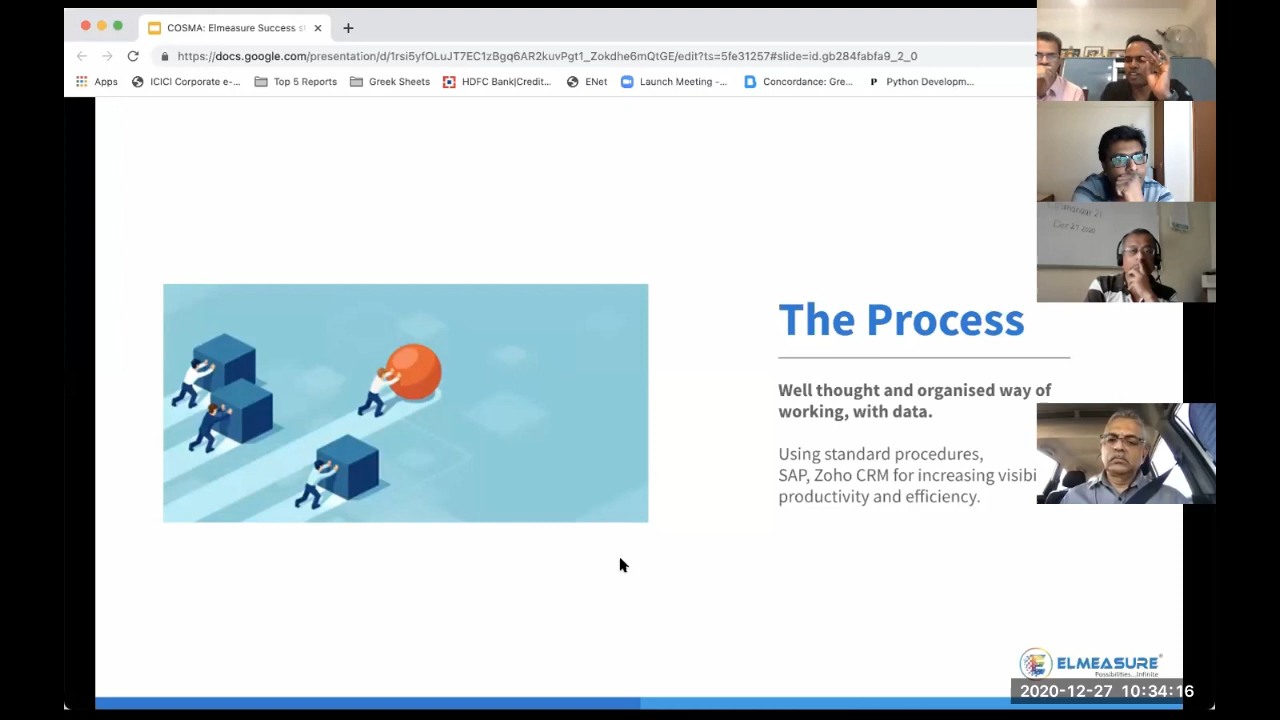 COSMA: Elmeasure Success s
https://docs.google.com/presentation/d/1rsi5yfOLuJT7EC1zBgq6AR2kuvPgt1_Zokdhe6mQtGE/edit?ts=5fe31257#slide=id.gb284fabfa9_2_0
Apps ICICI Corporate e-... Top 5 Reports Greek Sheets HDFC Bank|Credit... ENet Launch Meeting -... Concordance: Gre... P Python Developm...
The Process
Well thought and organised way of
working, with data.
Using standard procedures,
SAP, Zoho CRM for increasing visibi
productivity and efficiency.
ELMEASURE
Possibilities...Infinite
2020-12-27 10:34:16